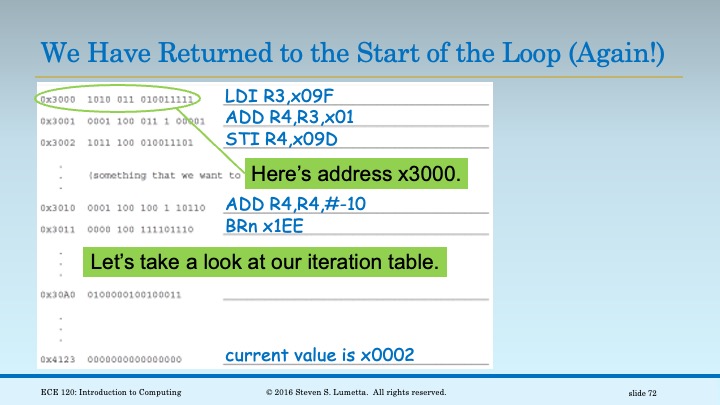 We Have Returned to the Start of the Loop (Again!)
0x3000 1010 011 010011111 LDI R3,x09F
0x3001 0001 100 011 1 00001 ADD R4,R3,x01
0x3002 1011 100 010011101 STI R4,x09D
.
. (something that we want to Here's address x3000.
.
0x3010 0001 100 100 1 10110 ADD R4,R4,#-10
0x3011 0000 100 111101110 BRn x1EE
.
. Let's take a look at our iteration table.
.
0x30A0 0100000100100011
.
.
.
0x4123 0000000000000000 current value is x0002
ECE 120: Introduction to Computing © 2016 Steven S. Lumetta. All rights reserved. slide 72